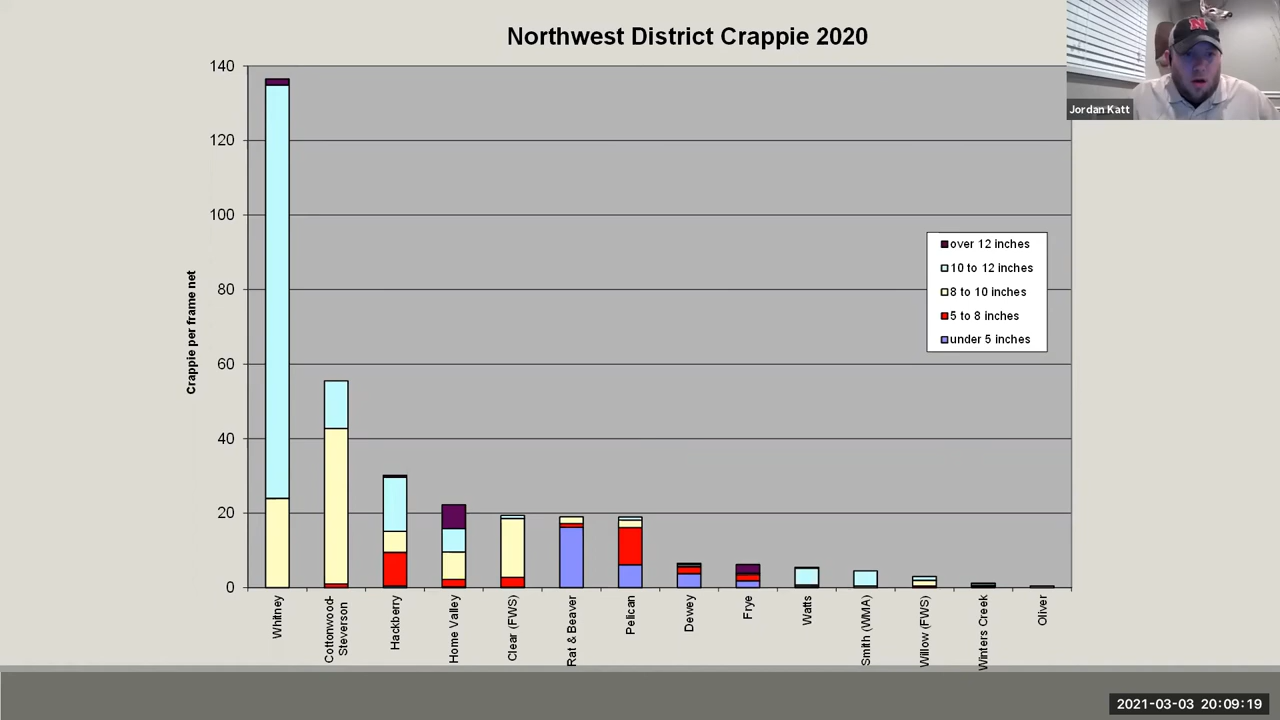 Northwest District Crappie 2020
Jordan Katt
N
140
120
100
80
60
40
20
0
Crappie per frame net
over 12 inches
10 to 12 inches
8 to 10 inches
5 to 8 inches
under 5 inches
Whitney
Cottonwood-
Steverson
Hackberry
Home Valley
Clear (FWS)
Rat & Beaver
Pelican
Dewey
Frye
Watts
Smith (WMA)
Willow (FWS)
Winters Creek
Oliver
2021-03-03 20:09:19